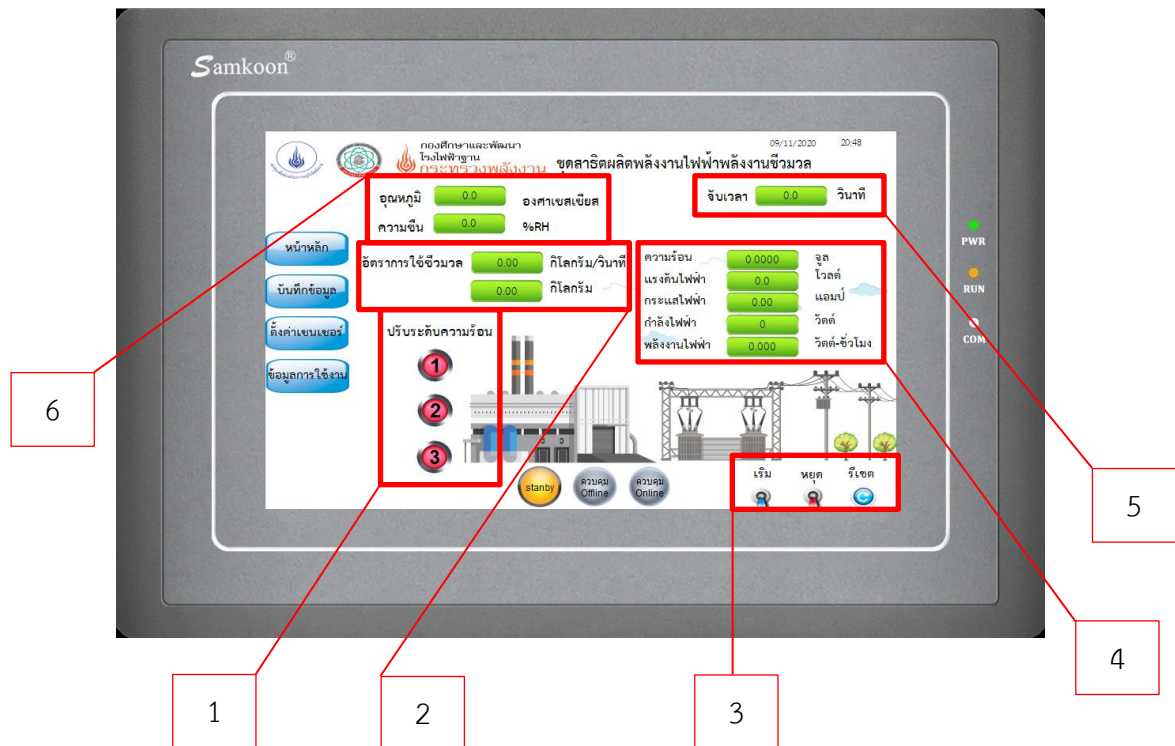 Samkoon®
09/11/2020 20:48
กองศึกษาและพัฒนา
โรงไฟฟ้าฐาน
กระทรวงพลังงาน
ชุดสาธิตผลิตพลังงานไฟฟ้าพลังงานชีวมวล
อุณหภูมิ 0.0 องศาเซสเซียส
จับเวลา 0.0 วินาที
ความชืน 0.0 %RH
PWR
หน้าหลัก
อัตราการใช้ชีวมวล 0.00 กิโลกรัม/วินาที
0.00 กิโลกรัม
ความร้อน 0.0000 จูล
แรงดันไฟฟ้า 0.0 โวลต์
กระแสไฟฟ้า 0.00 แอมป์
กำลังไฟฟ้า 0 วัตต์
พลังงานไฟฟ้า 0.000 วัตต์-ชั่วโมง
RUN
บันทึกข้อมูล
ตั้งค่าเซนเซอร์
ปรับระดับความร้อน
COM
ข้อมูลการใช้งาน
1
2
3
stanby
ควบคุม
Offline
ควบคุม
Online
เริ่ม หยุด รีเซต
6
5
4
1
2
3